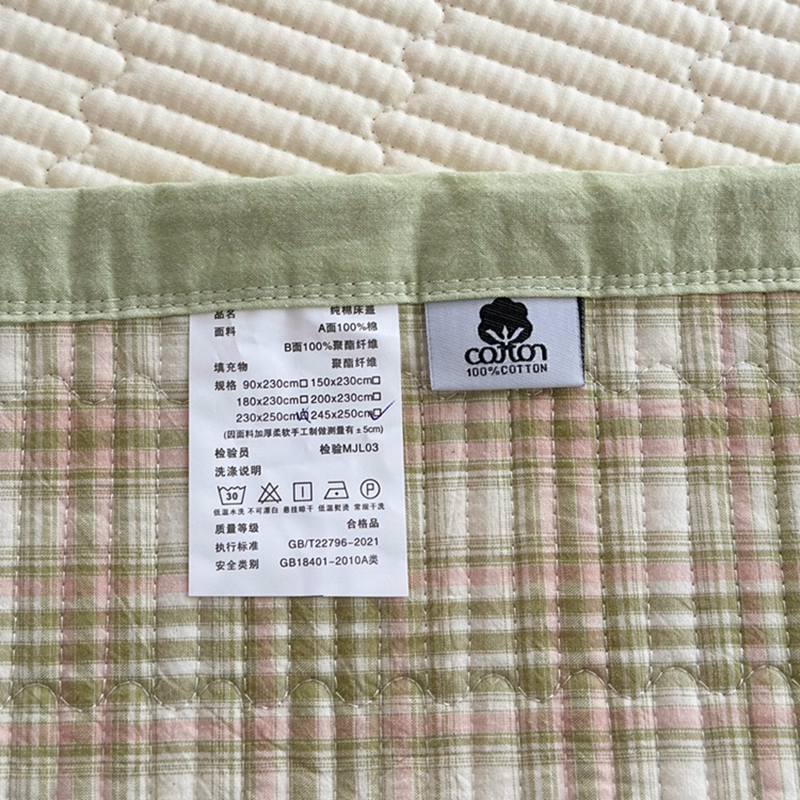 品名 纯棉床盖
面料 A面100%棉
B面100%聚酯纤维
填充物 聚酯纤维
规格 90x230cm□ 150x230cm□
180x230cm□ 200x230cm□
230x250cm☑ 245x250cm☑
(因面料加厚柔软手工制做测量有±5cm)
检验员 检验MJL03
洗涤说明
30 P
低温水洗 不可漂白 悬挂晾干 低温熨烫 常规干洗
质量等级 合格品
执行标准 GB/T22796-2021
安全类别 GB18401-2010A类
cotton
100%COTTON